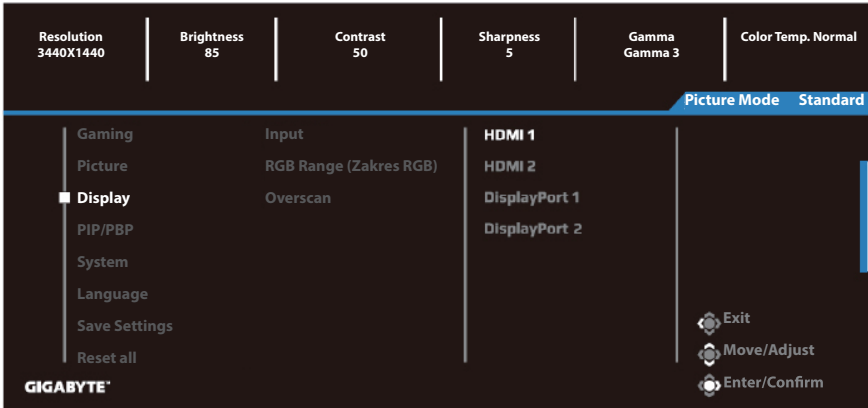 Resolution
3440X1440
Brightness
85
Contrast
50
Sharpness
5
Gamma
Gamma 3
Color Temp. Normal
Picture Mode Standard
Gaming
Picture
Display
PIP/PBP
System
Language
Save Settings
Reset all
Input
RGB Range (Zakres RGB)
Overscan
HDMI 1
HDMI 2
DisplayPort 1
DisplayPort 2
Exit
Move/Adjust
Enter/Confirm
GIGABYTE™